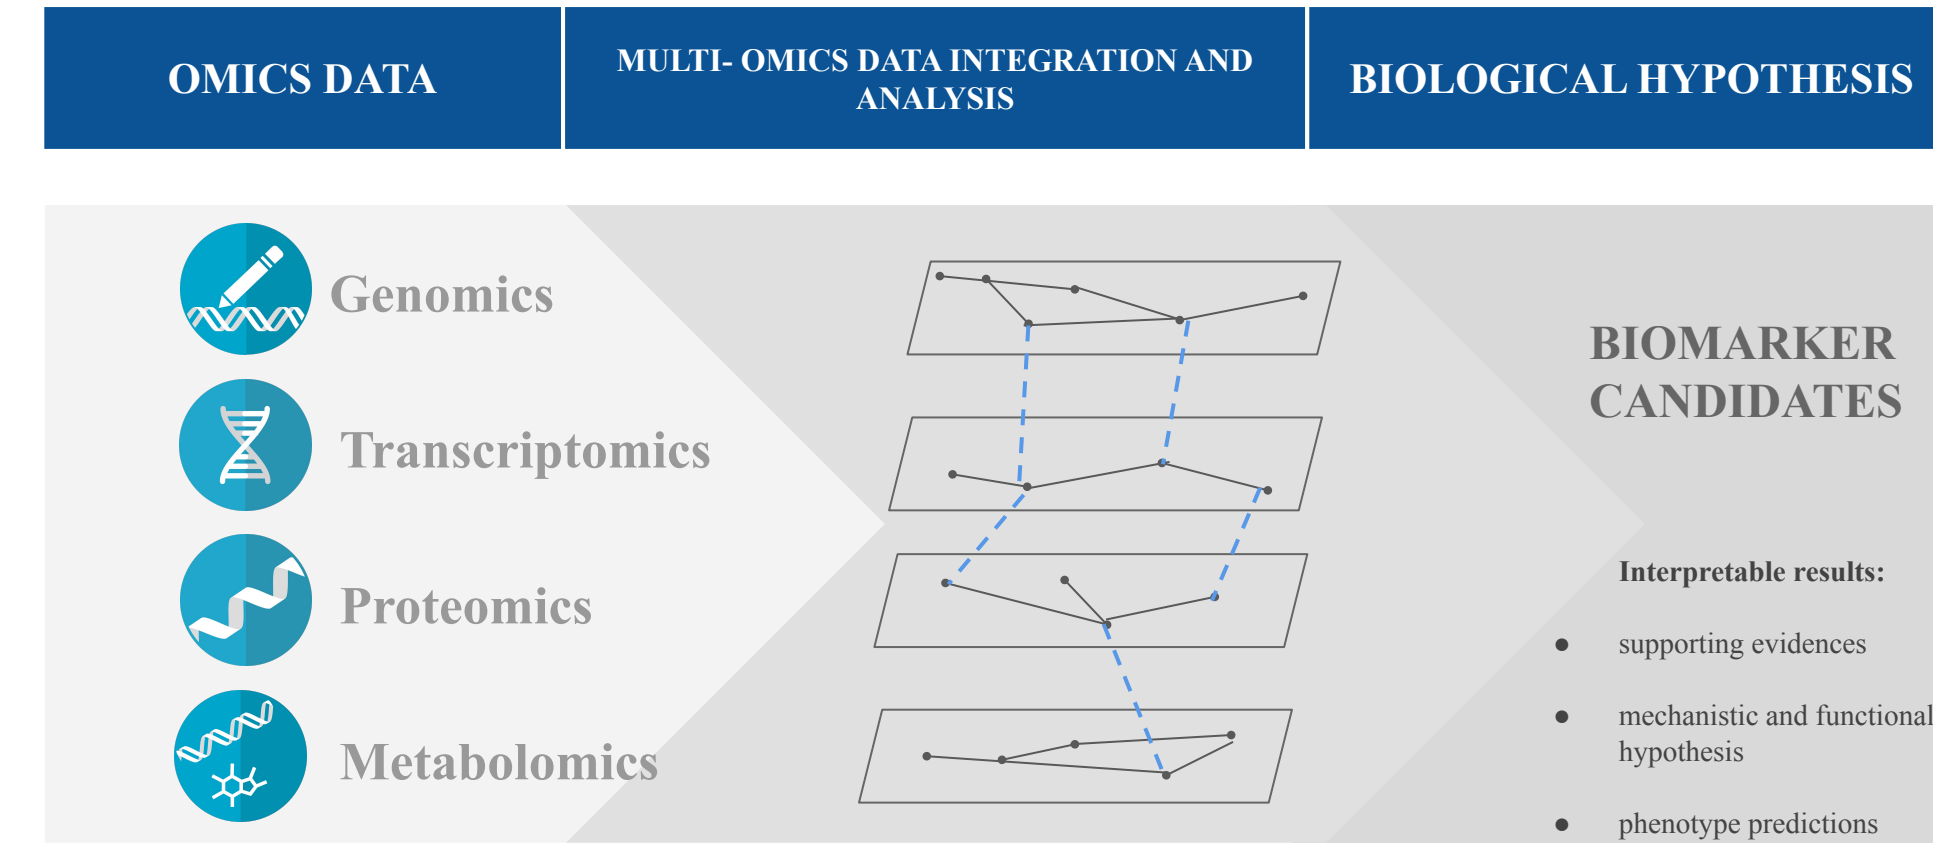 OMICS DATA
MULTI- OMICS DATA INTEGRATION AND
ANALYSIS
BIOLOGICAL HYPOTHESIS
Genomics
Transcriptomics
Proteomics
Metabolomics
BIOMARKER
CANDIDATES
Interpretable results:
● supporting evidences
● mechanistic and functional
hypothesis
● phenotype predictions